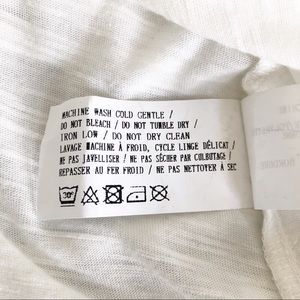 MACHINE WASH COLD GENTLE /
DO NOT BLEACH / DO NOT TUMBLE DRY /
IRON LOW / DO NOT DRY CLEAN
LAVAGE MACHINE À FROID, CYCLE LINGE DÉLICAT /
NE PAS JAVELLISER / NE PAS SÉCHER PAR CULBUTAGE /
REPASSER AU FER FROID / NE PAS NETTOYER À SEC
30°